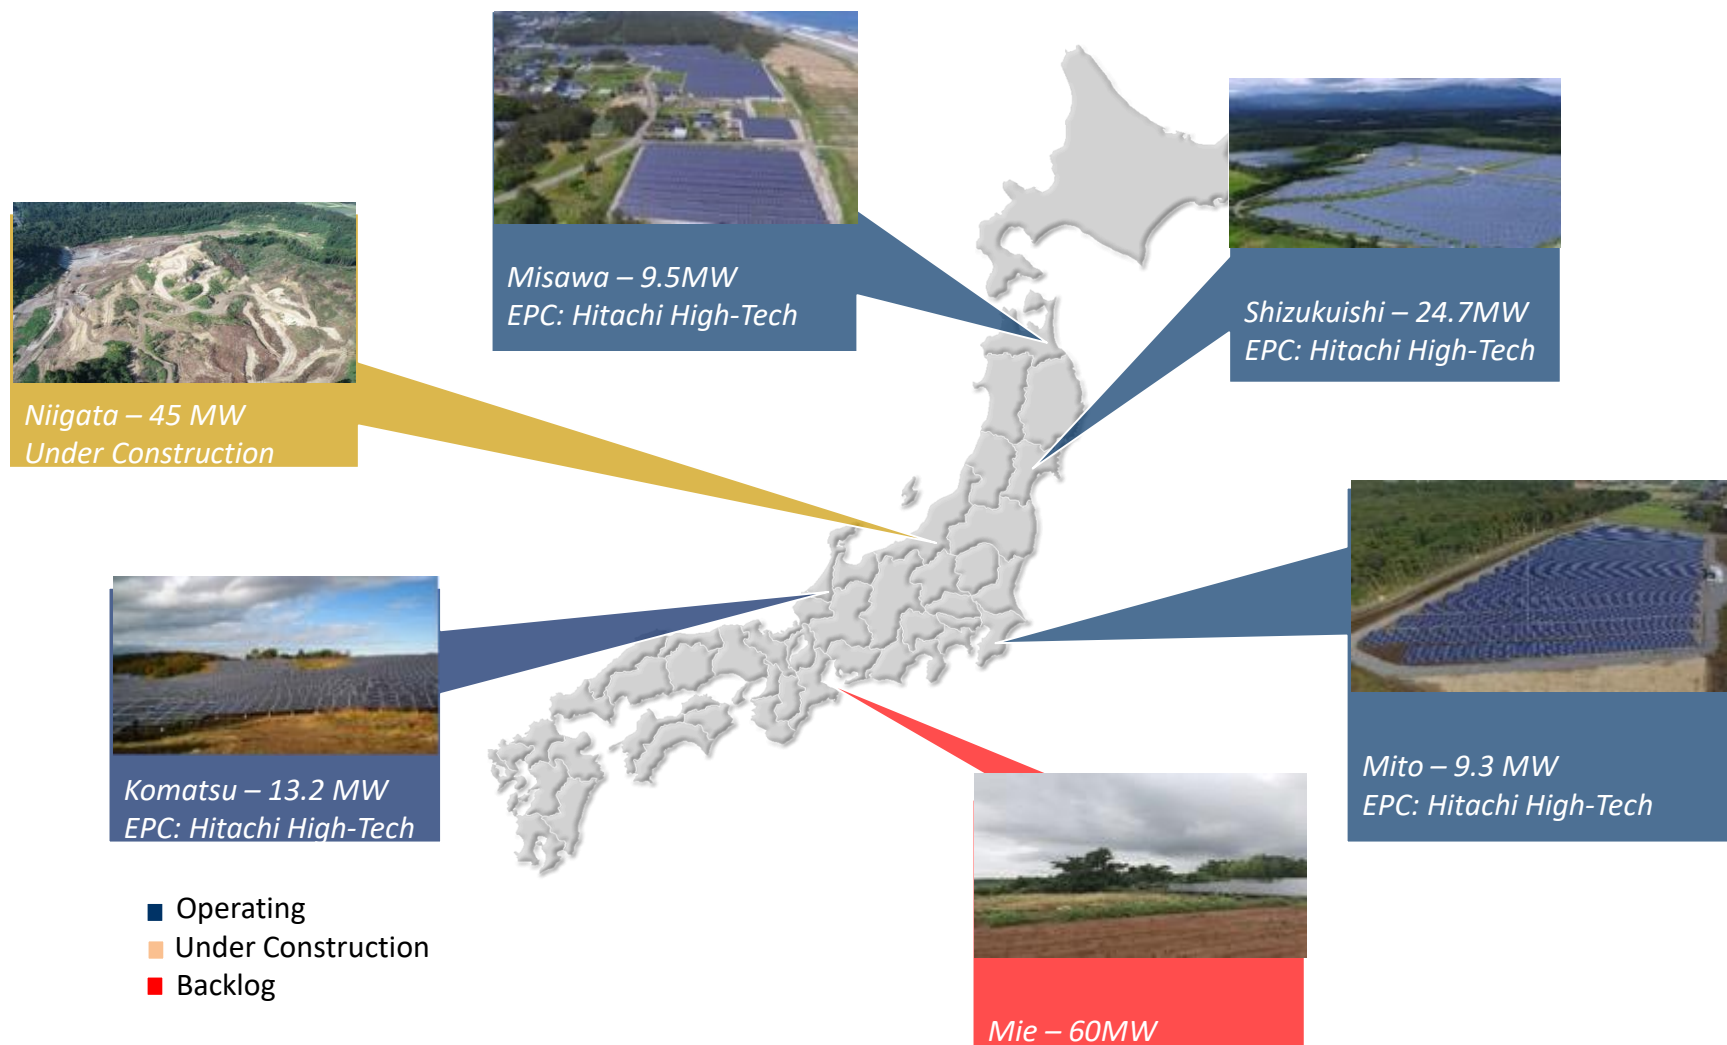 Misawa – 9.5MW
EPC: Hitachi High-Tech
Shizukuishi – 24.7MW
EPC: Hitachi High-Tech
Niigata – 45 MW
Under Construction
Mito – 9.3 MW
EPC: Hitachi High-Tech
Komatsu – 13.2 MW
EPC: Hitachi High-Tech
Operating
Under Construction
Backlog
Mie – 60MW